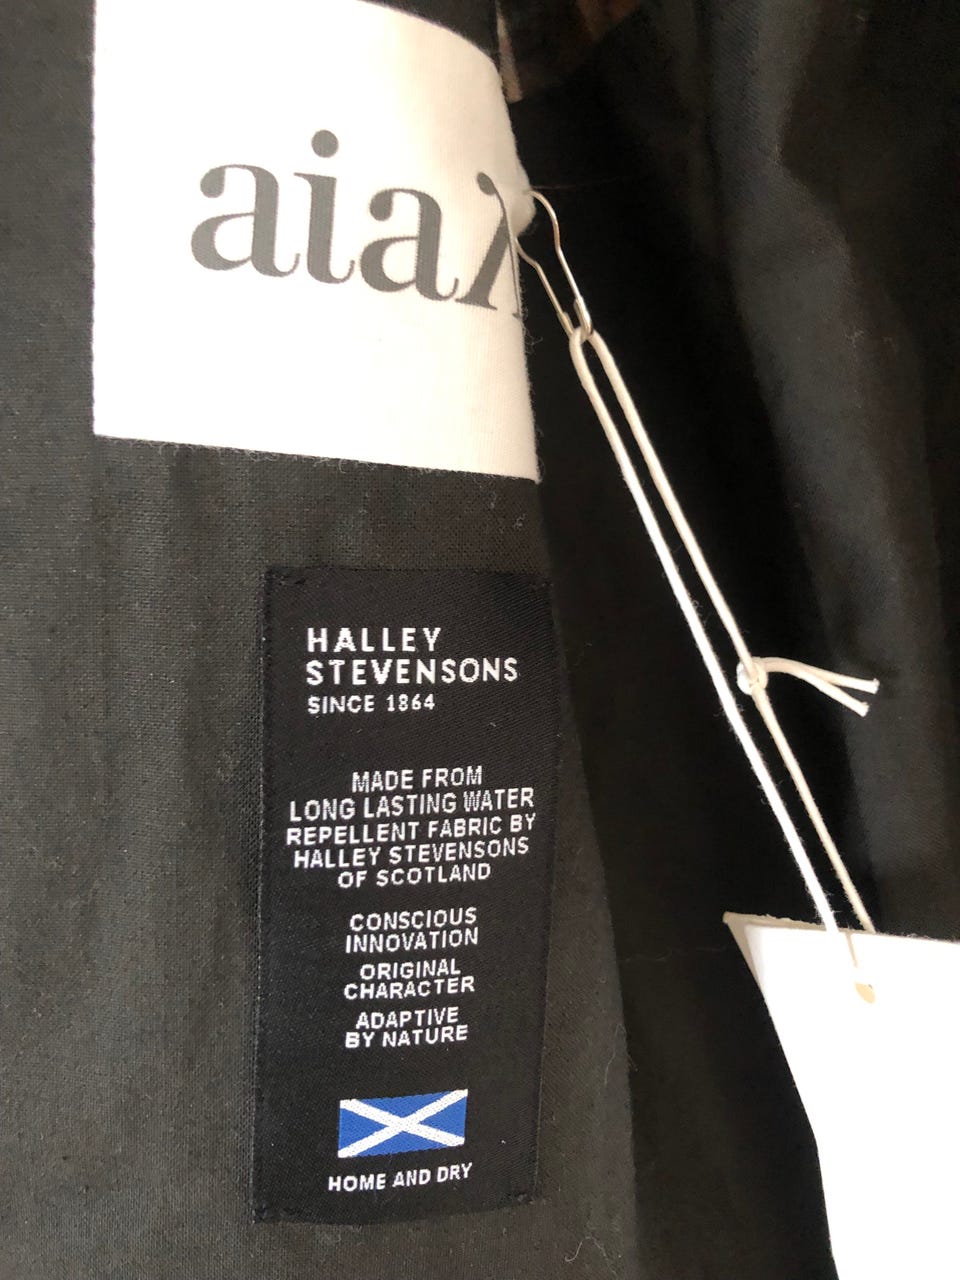 aiaλ
HALLEY
STEVENSONS
SINCE 1864
MADE FROM
LONG LASTING WATER
REPELLENT FABRIC BY
HALLEY STEVENSONS
OF SCOTLAND
CONSCIOUS
INNOVATION
ORIGINAL
CHARACTER
ADAPTIVE
BY NATURE
HOME AND DRY